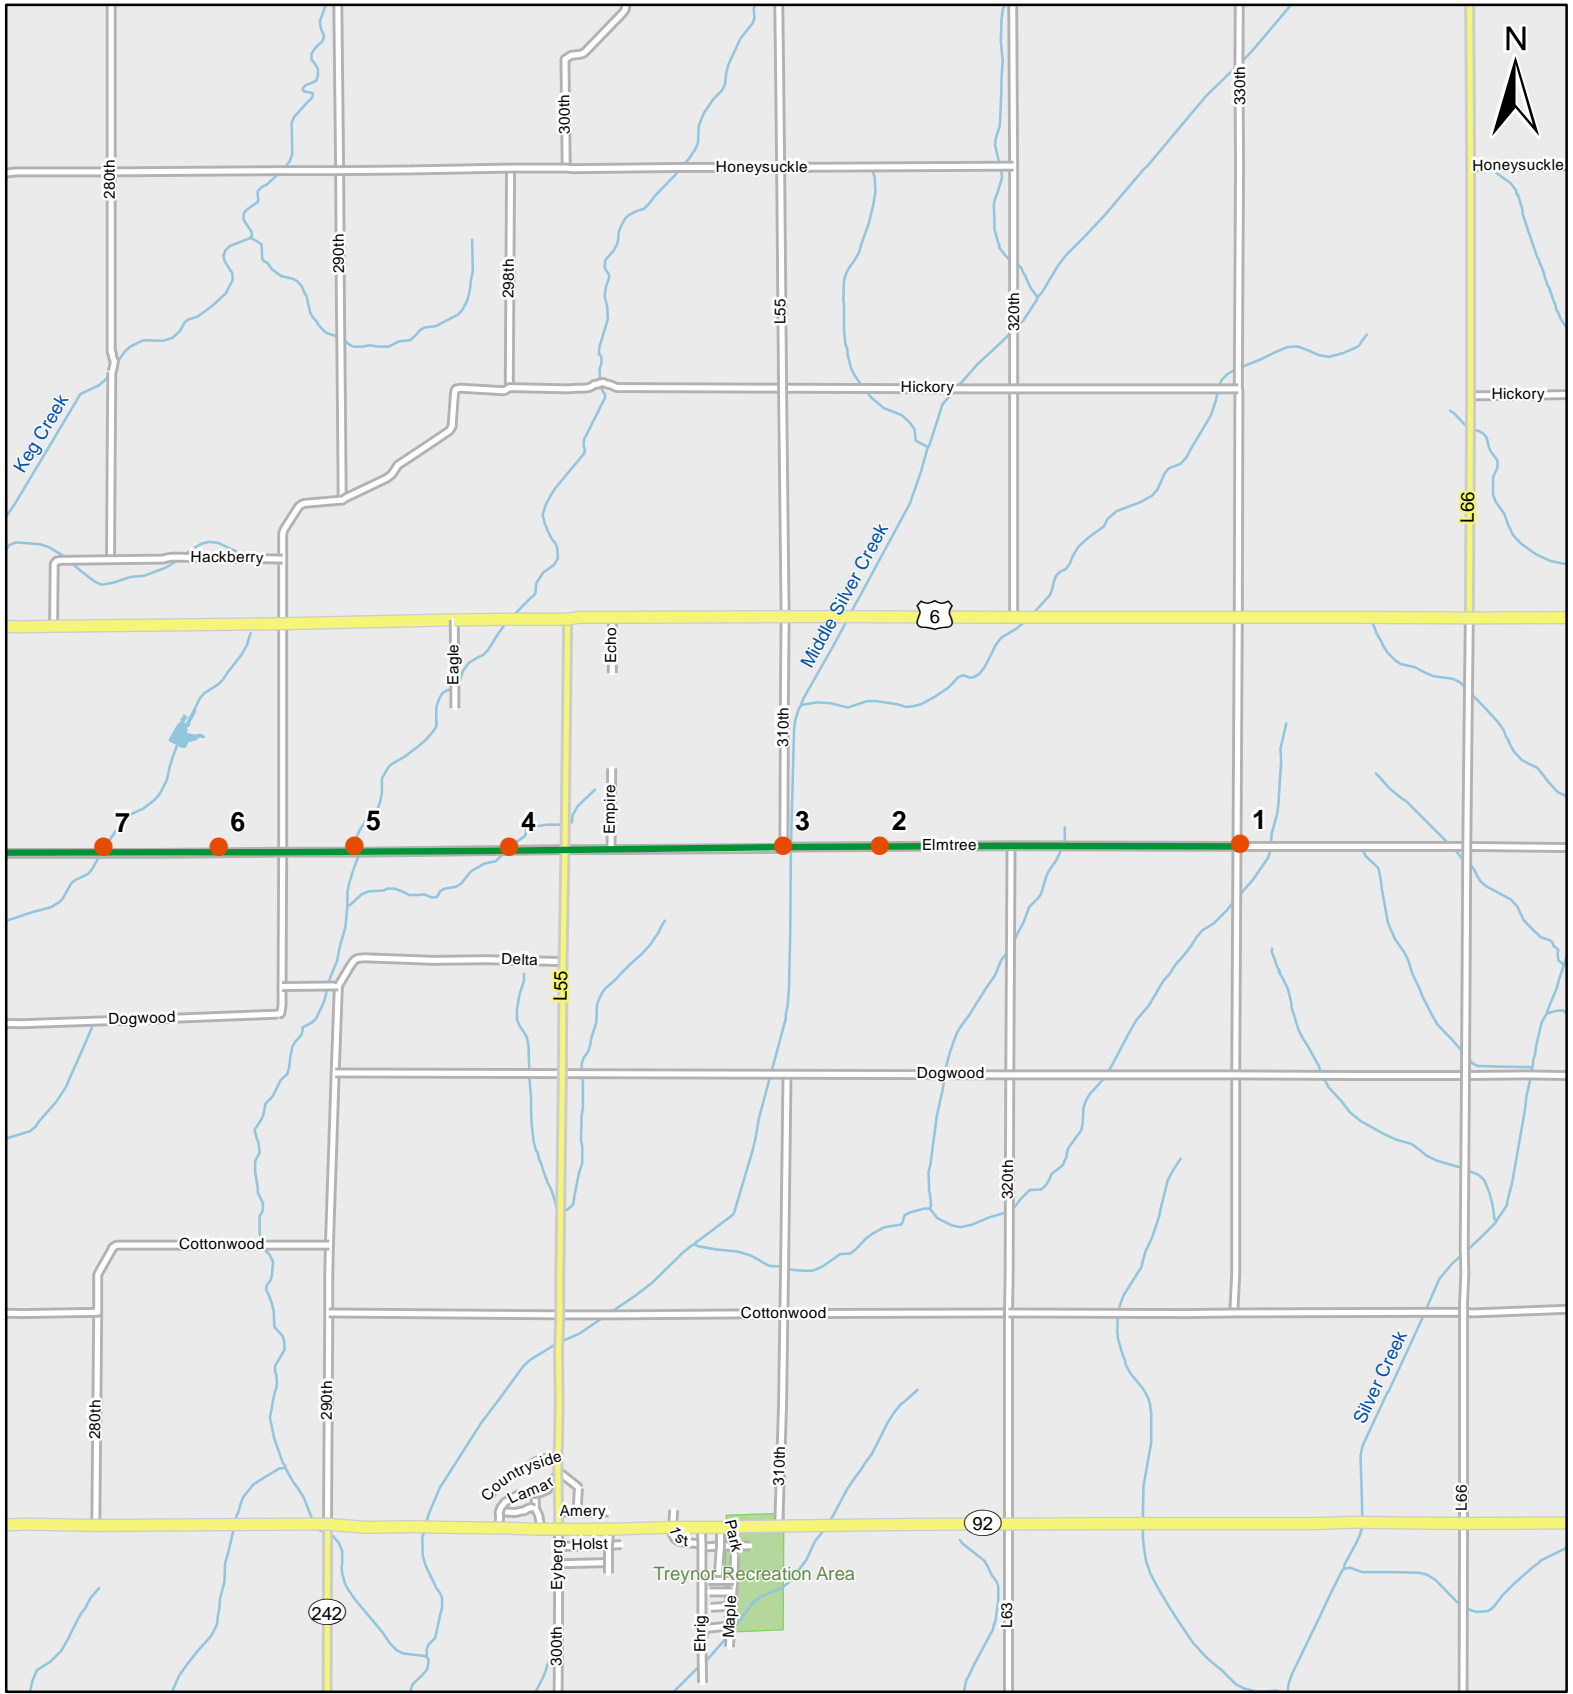 N
330th
300th
Honeysuckle
Honeysuckle
280th
290th
298th
L55
320th
Hickory
Hickory
Keg Creek
L66
Hackberry
Middle Silver Creek
6
Echo
Eagle
310th
Empire
7
6
5
4
3
2
1
Elmtree
Delta
L55
Dogwood
Dogwood
320th
Cottonwood
Cottonwood
Silver Creek
290th
280th
310th
Countryside
Lamar
L66
Amery
92
1st
Park
Holst
Eyberg
Treynor Recreation Area
242
Maple
L63
Ehrig
300th